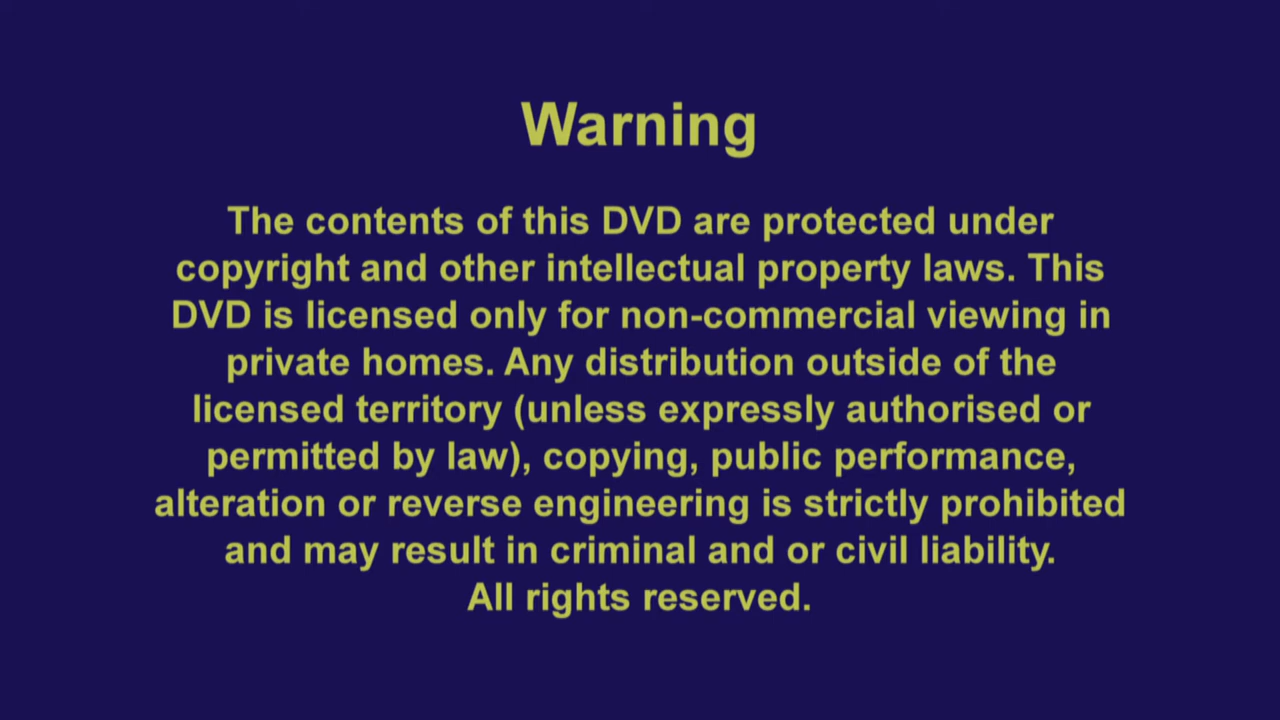 Warning
The contents of this DVD are protected under
copyright and other intellectual property laws. This
DVD is licensed only for non-commercial viewing in
private homes. Any distribution outside of the
licensed territory (unless expressly authorised or
permitted by law), copying, public performance,
alteration or reverse engineering is strictly prohibited
and may result in criminal and or civil liability.
All rights reserved.